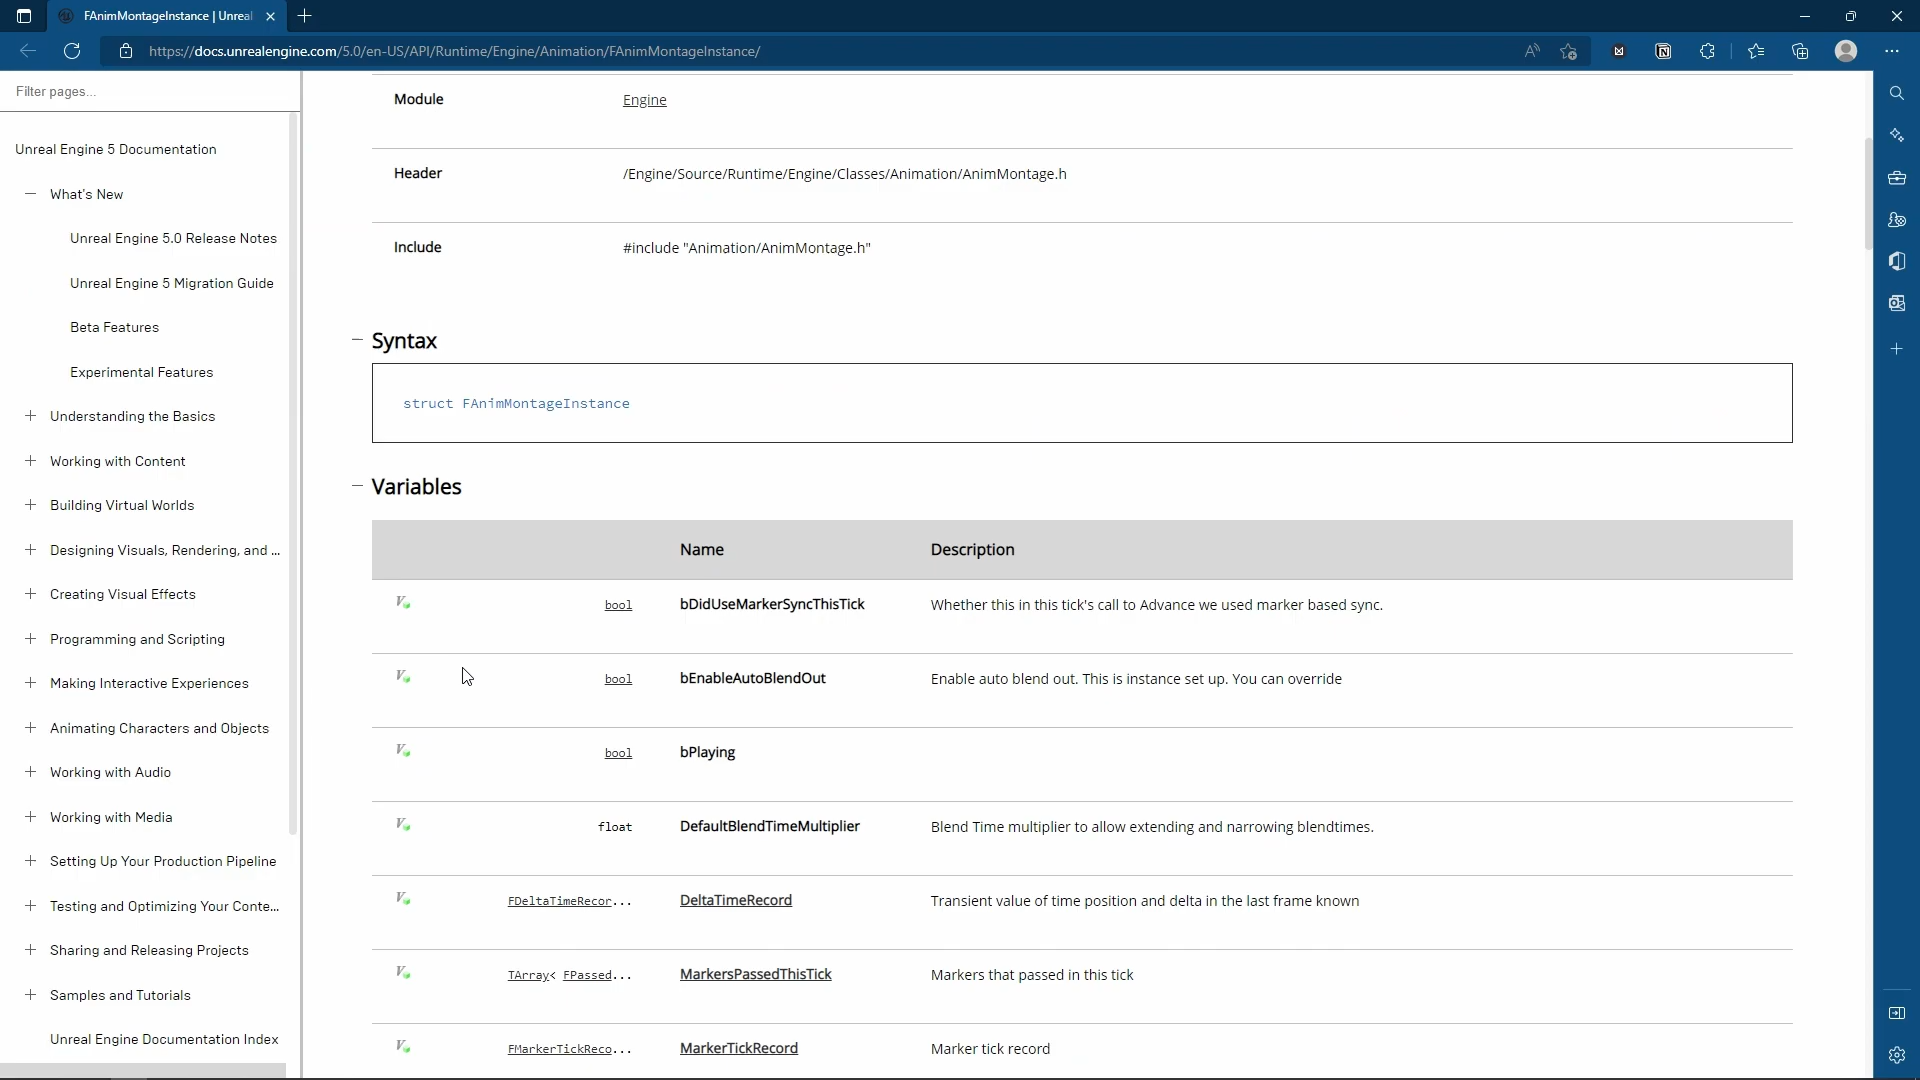 FAnimMontageInstance | Unreal
https://docs.unrealengine.com/5.0/en-US/API/Runtime/Engine/Animation/FAnimMontageInstance/
Filter pages...
Unreal Engine 5 Documentation
What's New
Unreal Engine 5.0 Release Notes
Unreal Engine 5 Migration Guide
Beta Features
Experimental Features
Understanding the Basics
Working with Content
Building Virtual Worlds
Designing Visuals, Rendering, and ...
Creating Visual Effects
Programming and Scripting
Making Interactive Experiences
Animating Characters and Objects
Working with Audio
Working with Media
Setting Up Your Production Pipeline
Testing and Optimizing Your Conte...
Sharing and Releasing Projects
Samples and Tutorials
Unreal Engine Documentation Index
Module Engine
Header /Engine/Source/Runtime/Engine/Classes/Animation/AnimMontage.h
Include #include "Animation/AnimMontage.h"
Syntax
struct FAnimMontageInstance
Variables
Name Description
bool bDidUseMarkerSyncThisTick Whether this in this tick's call to Advance we used marker based sync.
bool bEnableAutoBlendOut Enable auto blend out. This is instance set up. You can override
bool bPlaying
float DefaultBlendTimeMultiplier Blend Time multiplier to allow extending and narrowing blendtimes.
FDeltaTimeRecor... DeltaTimeRecord Transient value of time position and delta in the last frame known
TArray< FPassed... MarkersPassedThisTick Markers that passed in this tick
FMarkerTickReco... MarkerTickRecord Marker tick record